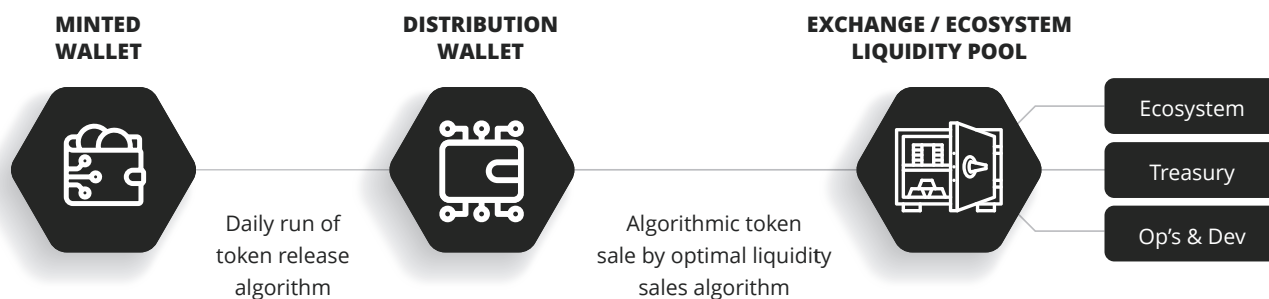 MINTED
WALLET
DISTRIBUTION
WALLET
EXCHANGE / ECOSYSTEM
LIQUIDITY POOL
Daily run of
token release
algorithm
Algorithmic token
sale by optimal liquidity
sales algorithm
Ecosystem
Treasury
Op's & Dev